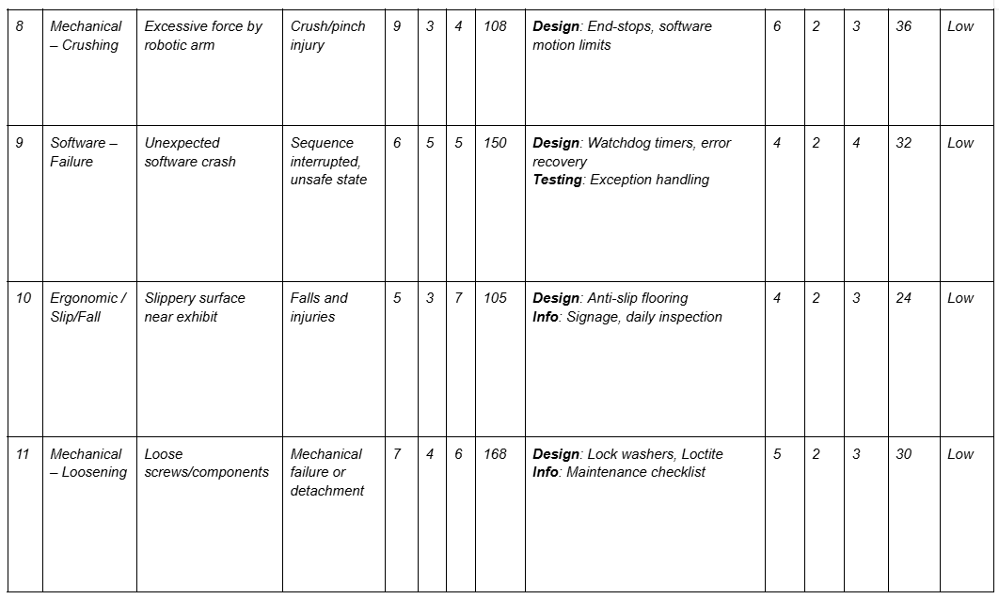 8 Mechanical Excessive force by Crush/pinch 9 3 4 108 Design: End-stops, software 6 2 3 36 Low
– Crushing robotic arm injury motion limits
9 Software – Unexpected Sequence 6 5 5 150 Design: Watchdog timers, error 4 2 4 32 Low
Failure software crash interrupted, recovery
unsafe state Testing: Exception handling
10 Ergonomic / Slippery surface Falls and 5 3 7 105 Design: Anti-slip flooring 4 2 3 24 Low
Slip/Fall near exhibit injuries Info: Signage, daily inspection
11 Mechanical Loose Mechanical 7 4 6 168 Design: Lock washers, Loctite 5 2 3 30 Low
– Loosening screws/components failure or Info: Maintenance checklist
detachment